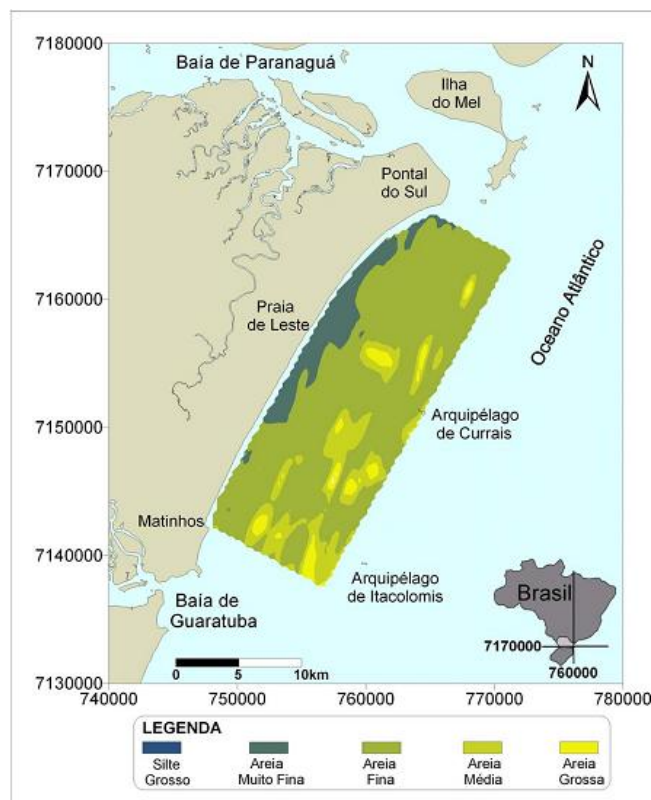 7180000
Baía de Paranaguá
Ilha
do Mel
N
7170000
Pontal
do Sul
7160000
Praia
de Leste
Oceano Atlântico
7150000
Arquipélago
de Currais
Matinhos
7140000
Arquipélago
de Itacolomis
Baía de
Guaratuba
Brasil
7170000
760000
0 5 10km
7130000
740000 750000 760000 770000 780000
LEGENDA
Silte
Grosso
Areia
Muito Fina
Areia
Fina
Areia
Média
Areia
Grossa